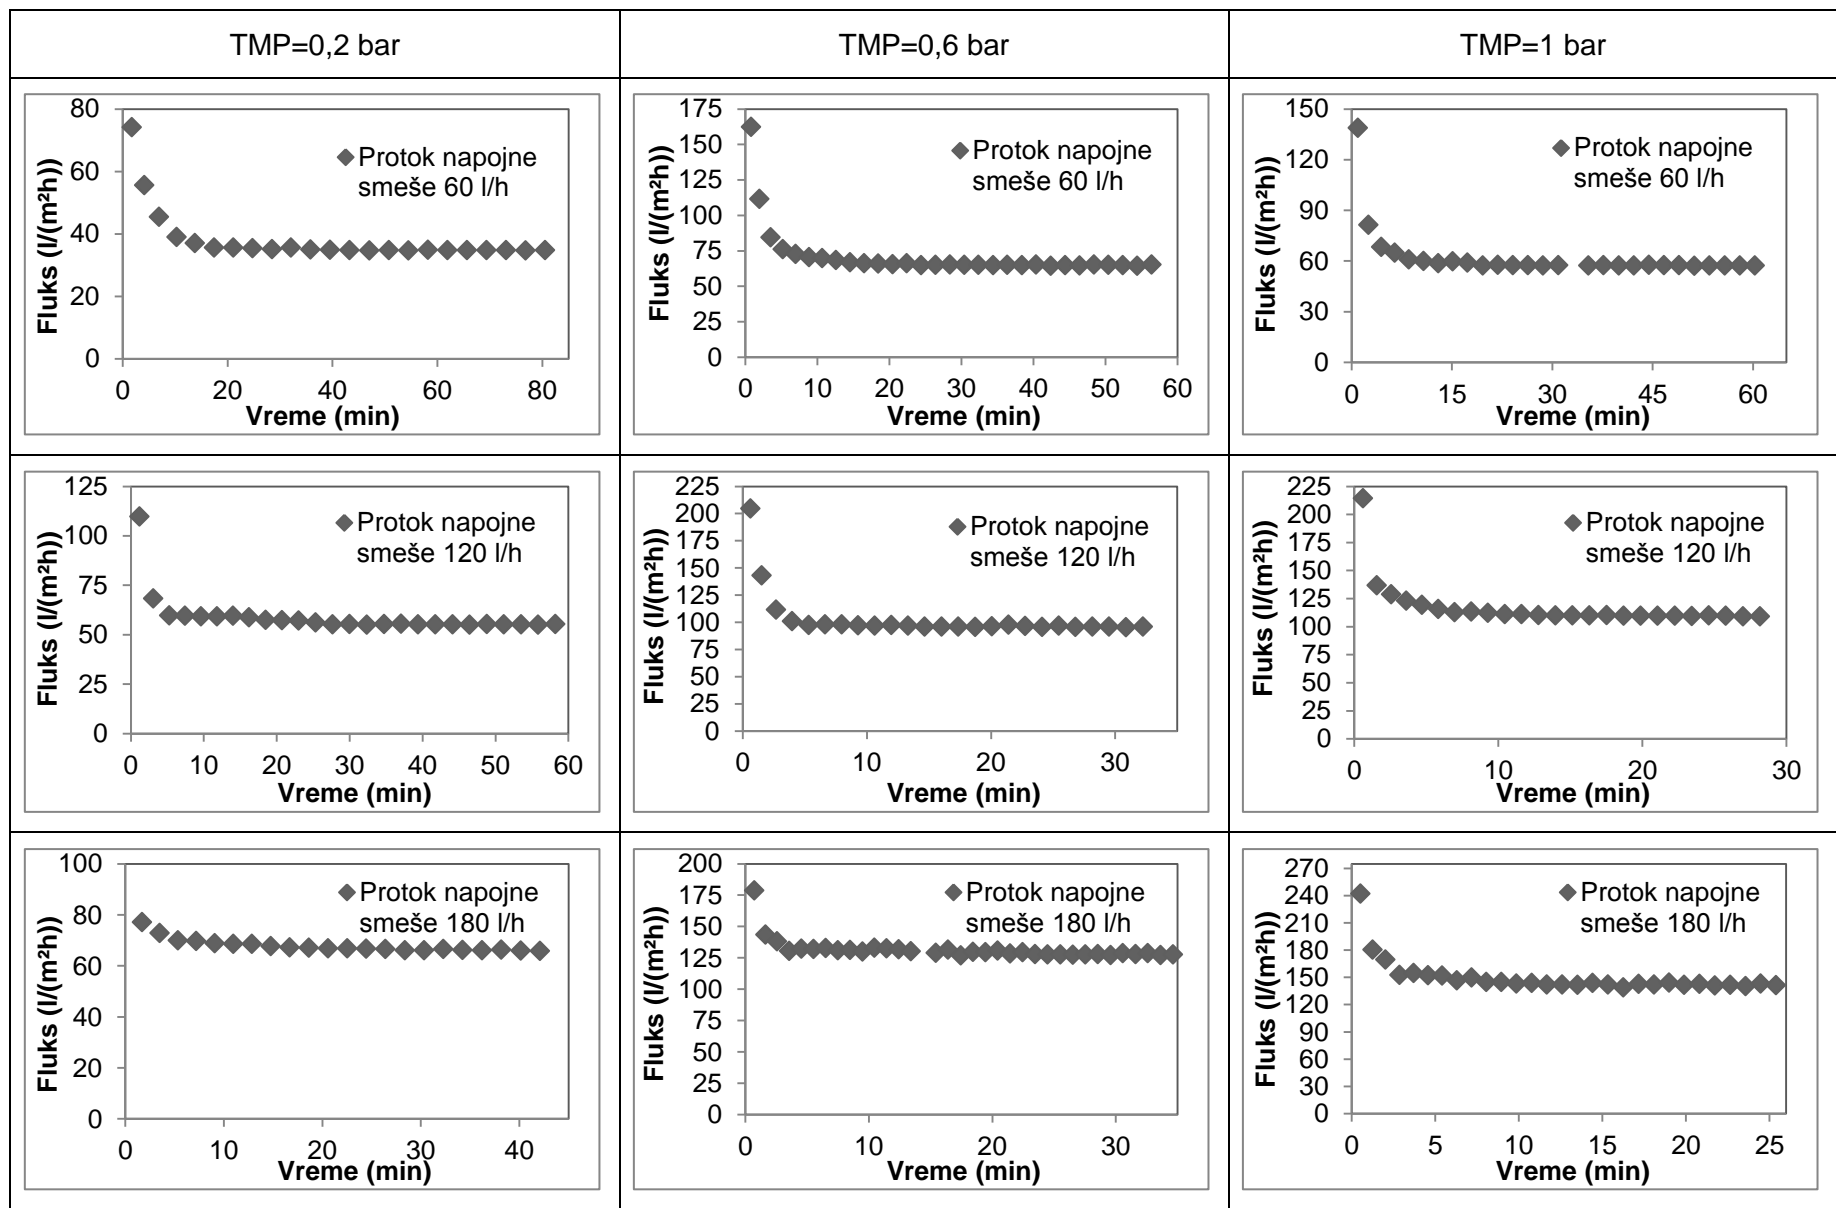 TMP=0,2 bar
TMP=0,6 bar
TMP=1 bar
Fluks (l/(m²h))
80
60
40
20
0
Protok napojne
smeše 60 l/h
0 20 40 60 80
Vreme (min)
Fluks (l/(m²h))
175
150
125
100
75
50
25
0
Protok napojne
smeše 60 l/h
0 10 20 30 40 50 60
Vreme (min)
Fluks (l/(m²h))
150
120
90
60
30
0
Protok napojne
smeše 60 l/h
0 15 30 45 60
Vreme (min)
Fluks (l/(m²h))
125
100
75
50
25
0
Protok napojne
smeše 120 l/h
0 10 20 30 40 50 60
Vreme (min)
Fluks (l/(m²h))
225
200
175
150
125
100
75
50
25
0
Protok napojne
smeše 120 l/h
0 10 20 30
Vreme (min)
Fluks (l/(m²h))
225
200
175
150
125
100
75
50
25
0
Protok napojne
smeše 120 l/h
0 10 20 30
Vreme (min)
Fluks (l/(m²h))
100
80
60
40
20
0
Protok napojne
smeše 180 l/h
0 10 20 30 40
Vreme (min)
Fluks (l/(m²h))
200
175
150
125
100
75
50
25
0
Protok napojne
smeše 180 l/h
0 10 20 30
Vreme (min)
Fluks (l/(m²h))
270
240
210
180
150
120
90
60
30
0
Protok napojne
smeše 180 l/h
0 5 10 15 20 25
Vreme (min)